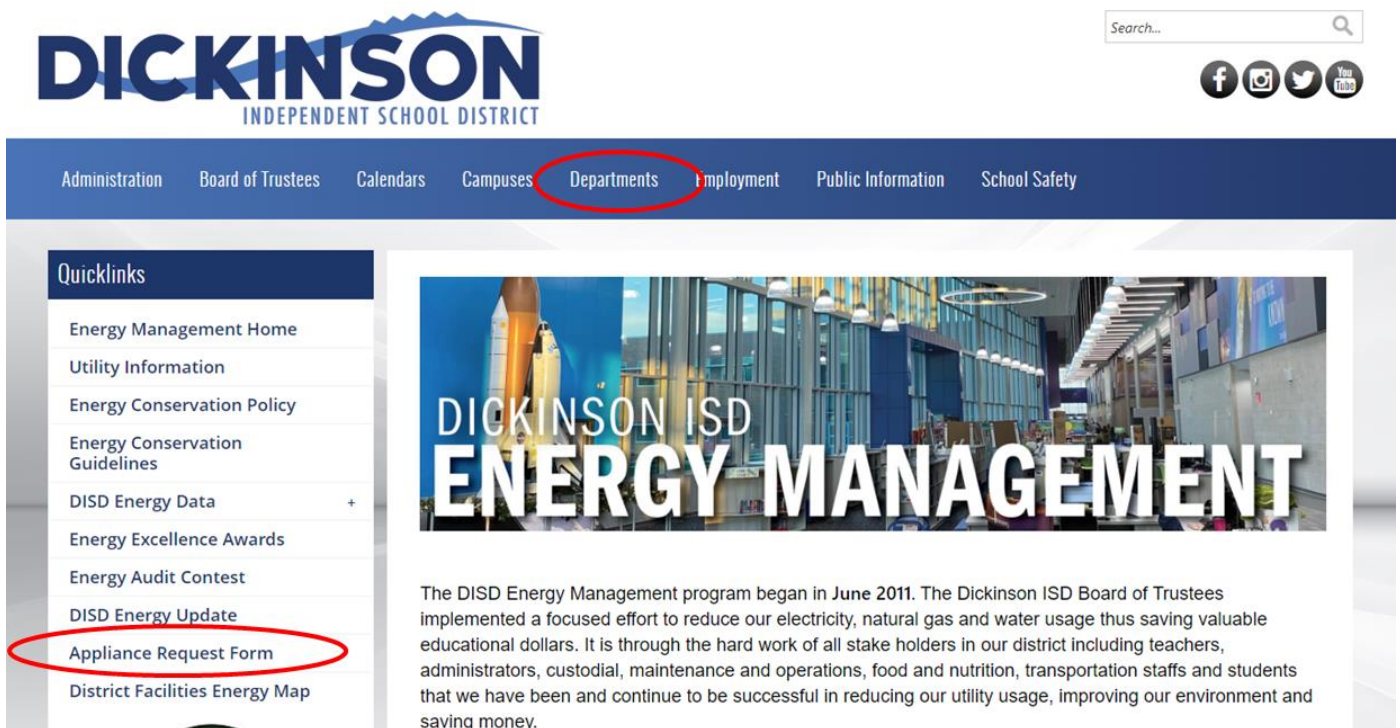 DICKINSON
INDEPENDENT SCHOOL DISTRICT
Search...
You
Tube
Administration Board of Trustees Calendars Campuses Departments Employment Public Information School Safety
Quicklinks
Energy Management Home
Utility Information
Energy Conservation Policy
Energy Conservation
Guidelines
DISD Energy Data +
Energy Excellence Awards
Energy Audit Contest
DISD Energy Update
Appliance Request Form
District Facilities Energy Map
DICKINSON ISD
ENERGY MANAGEMENT
The DISD Energy Management program began in June 2011. The Dickinson ISD Board of Trustees
implemented a focused effort to reduce our electricity, natural gas and water usage thus saving valuable
educational dollars. It is through the hard work of all stake holders in our district including teachers,
administrators, custodial, maintenance and operations, food and nutrition, transportation staffs and students
that we have been and continue to be successful in reducing our utility usage, improving our environment and
saving money.